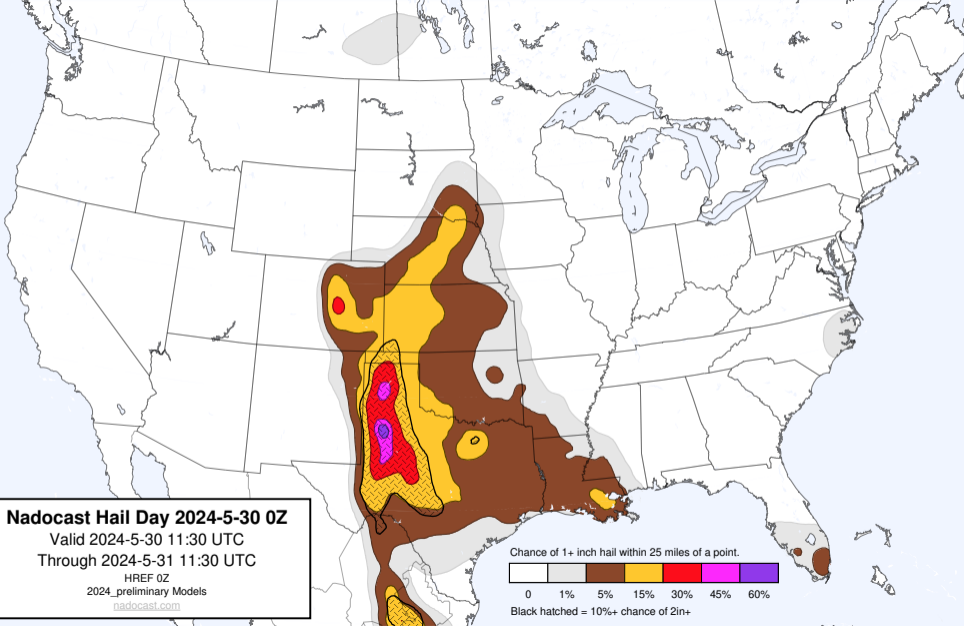 Nadocast Hail Day 2024-5-30 0Z
Valid 2024-5-30 11:30 UTC
Through 2024-5-31 11:30 UTC
HREF 0Z
2024_preliminary Models
nadocast.com
Chance of 1+ inch hail within 25 miles of a point.
0 1% 5% 15% 30% 45% 60%
Black hatched = 10%+ chance of 2in+